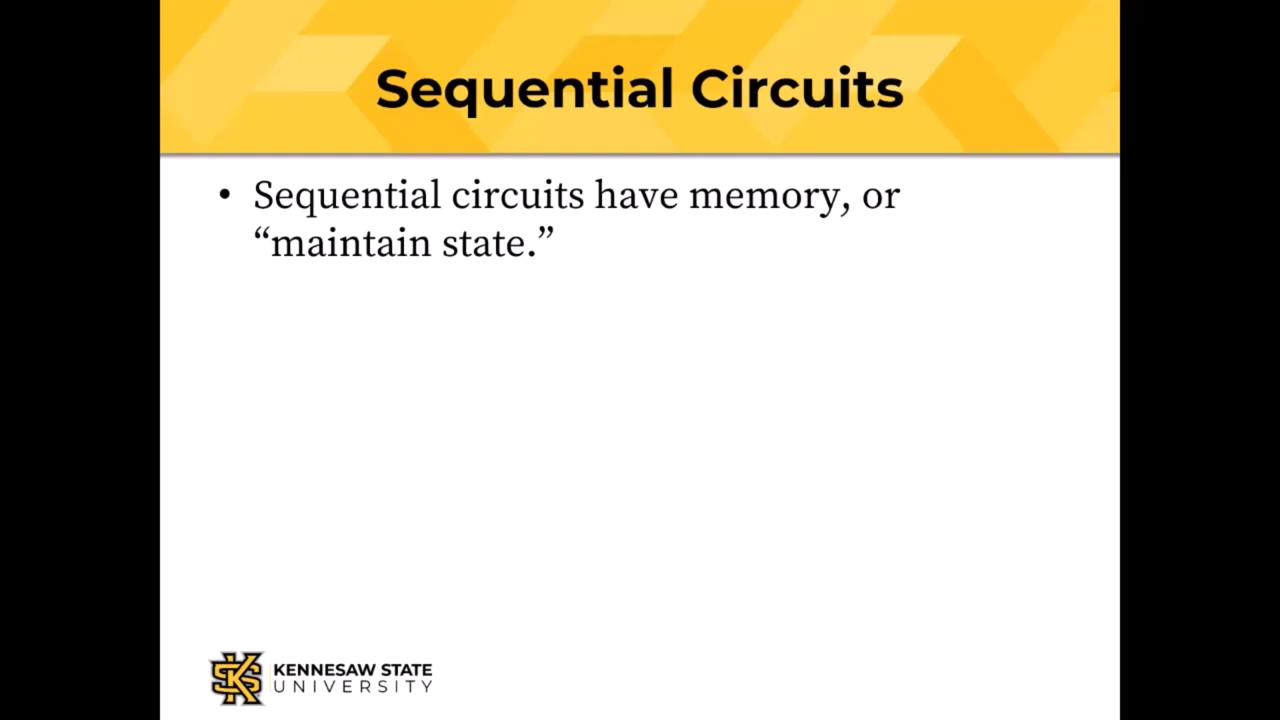 Sequential Circuits
• Sequential circuits have memory, or
“maintain state.”
KENNESAW STATE
UNIVERSITY